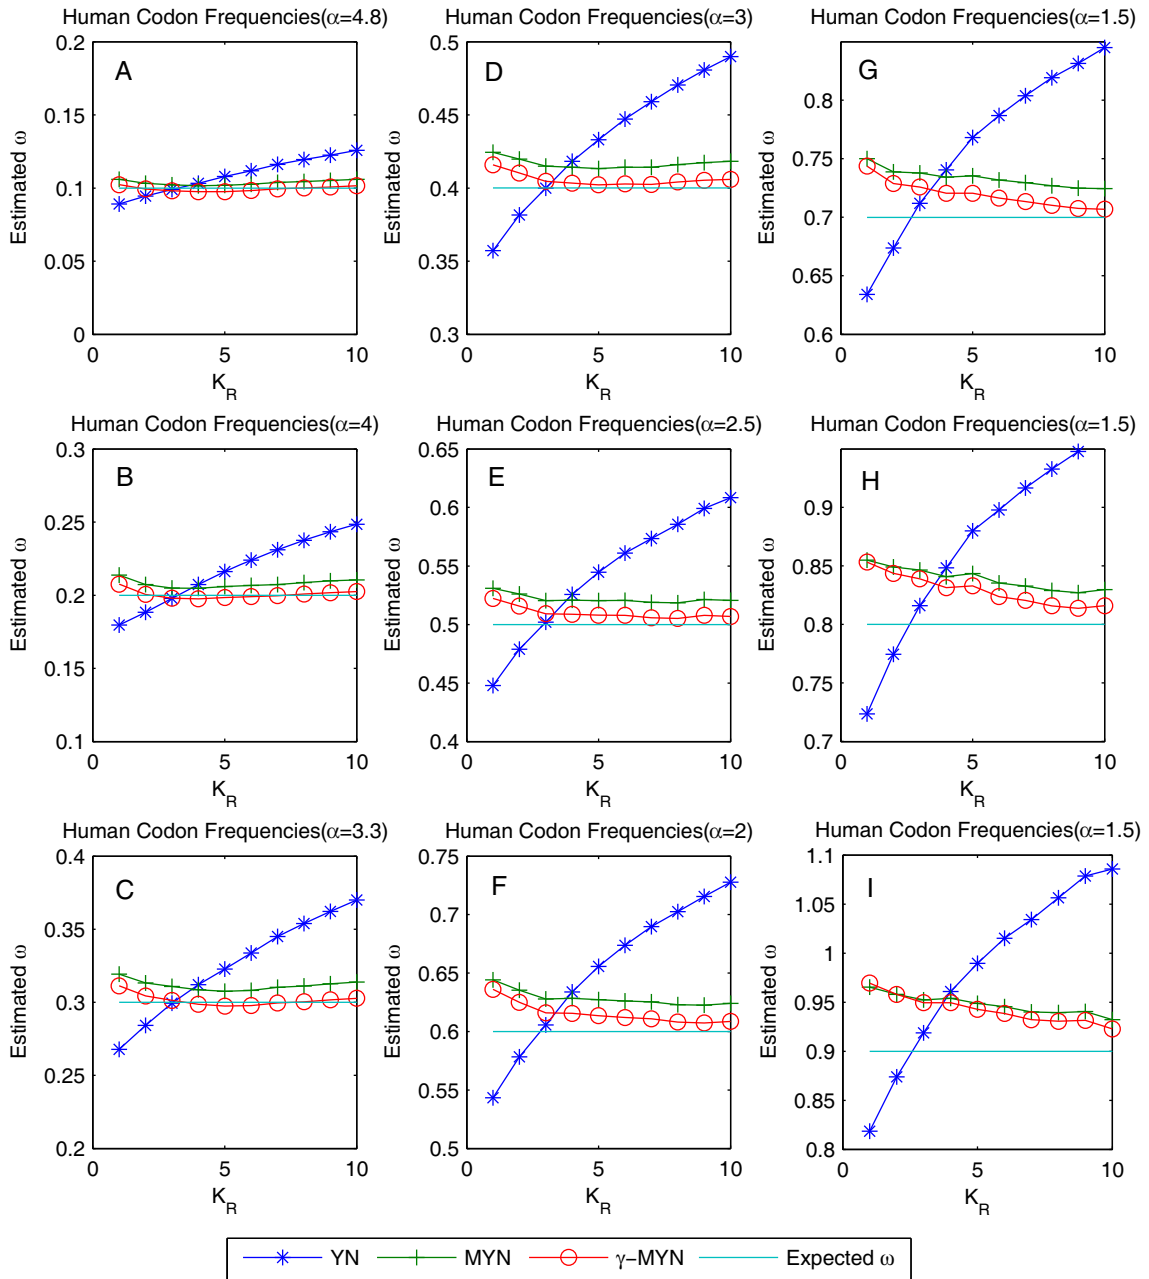 Human Codon Frequencies(α=4.8)
A
Estimated ω
0.2
0.15
0.1
0.05
0
0
5
10
K_R
Human Codon Frequencies(α=3)
D
Estimated ω
0.5
0.45
0.4
0.35
0.3
0
5
10
K_R
Human Codon Frequencies(α=1.5)
G
Estimated ω
0.8
0.75
0.7
0.65
0.6
0
5
10
K_R
Human Codon Frequencies(α=4)
B
Estimated ω
0.3
0.25
0.2
0.15
0.1
0
5
10
K_R
Human Codon Frequencies(α=2.5)
E
Estimated ω
0.65
0.6
0.55
0.5
0.45
0.4
0
5
10
K_R
Human Codon Frequencies(α=1.5)
H
Estimated ω
0.9
0.85
0.8
0.75
0.7
0
5
10
K_R
Human Codon Frequencies(α=3.3)
C
Estimated ω
0.4
0.35
0.3
0.25
0.2
0
5
10
K_R
Human Codon Frequencies(α=2)
F
Estimated ω
0.75
0.7
0.65
0.6
0.55
0.5
0
5
10
K_R
Human Codon Frequencies(α=1.5)
I
Estimated ω
1.1
1.05
1
0.95
0.9
0.85
0.8
0
5
10
K_R
YN MYN γ−MYN Expected ω